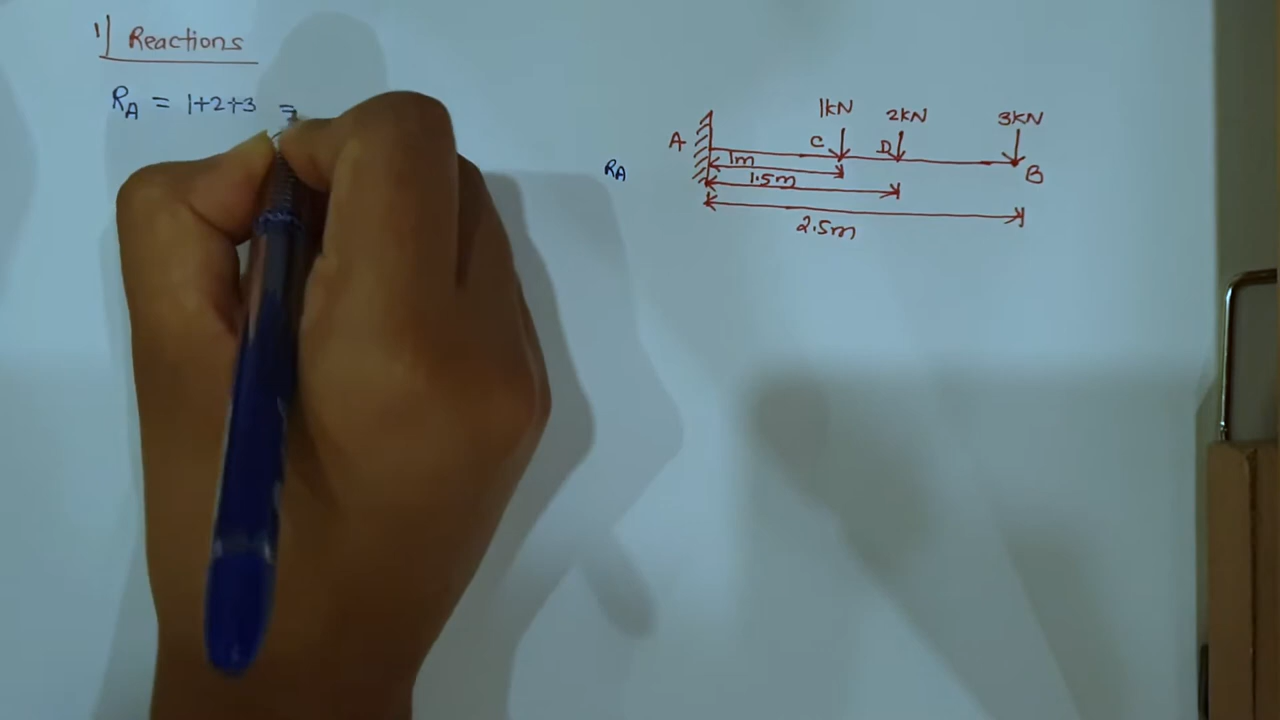 1) Reactions
RA = 1+2+3 =
1kN 2kN 3kN
A C D B
1m
RA
1.5m
2.5m